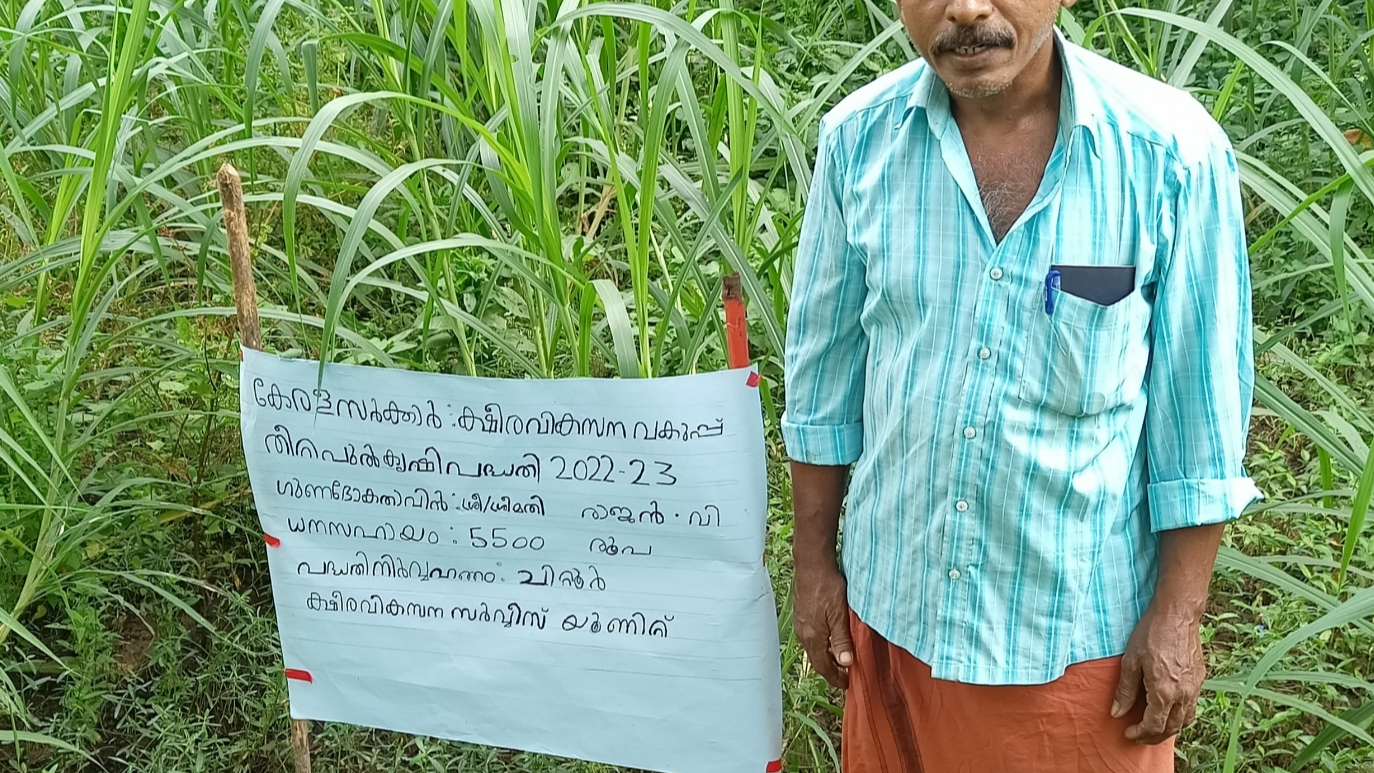 കേരളസർക്കാർ : ക്ഷീരവികസന വകുപ്പ്
തീറ്റപുൽകൃഷി പദ്ധതി 2022-23
ഗുണഭോക്താവിൻ : ശ്രീ/ശ്രീമതി രാജൻ . വി
ധനസഹായം : 5500 രൂപ
പദ്ധതിനിർവ്വഹണം : ചിറ്റൂർ
ക്ഷീരവികസന സർവ്വീസ് യൂണിറ്റ്